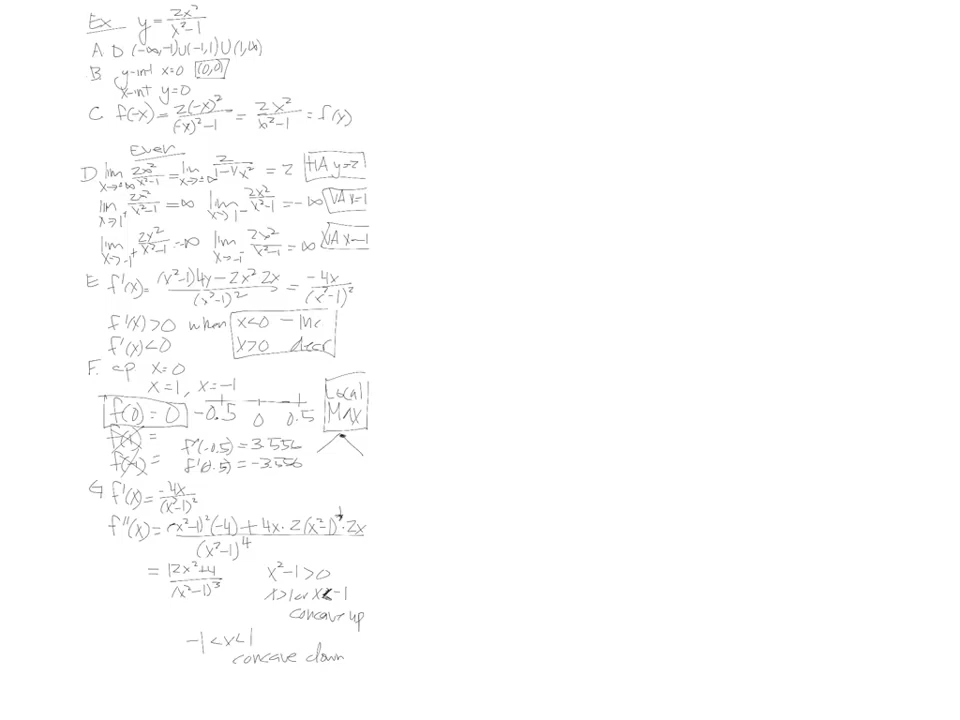 Ex y = 2x²/(x²-1)
A D (-∞,-1)∪(-1,1)∪(1,∞)
B y-int x=0 (0,0)
x-int y=0
C f(-x) = 2(-x)²/((-x)²-1) = 2x²/(x²-1) = f(x)
Even
D lim x→±∞ 2x²/(x²-1) = lim x→±∞ 2/(1-1/x²) = 2 HA y=2
lim x→1⁺ 2x²/(x²-1) = ∞ lim x→1⁻ 2x²/(x²-1) = -∞ VA x=1
lim x→-1⁺ 2x²/(x²-1) = -∞ lim x→-1⁻ 2x²/(x²-1) = ∞ VA x=-1
E f'(x) = ((x²-1)4x - 2x² 2x)/(x²-1)² = -4x/(x²-1)²
f'(x)>0 when x<0 - Inc
f'(x)<0 x>0 decr
F. cp x=0
x=1, x=-1
f(0)=0 -0.5 0 0.5 Local MAX
f(1) =
f(-1) =
f'(-0.5) = 3.556
f'(0.5) = -3.556
G f'(x) = -4x/(x²-1)²
f''(x) = ((x²-1)²(-4) + 4x·2(x²-1)¹·2x)/(x²-1)⁴
= (12x²+4)/(x²-1)³ x²-1>0
x>1 or x<-1
concave up
-1<x<1
concave down